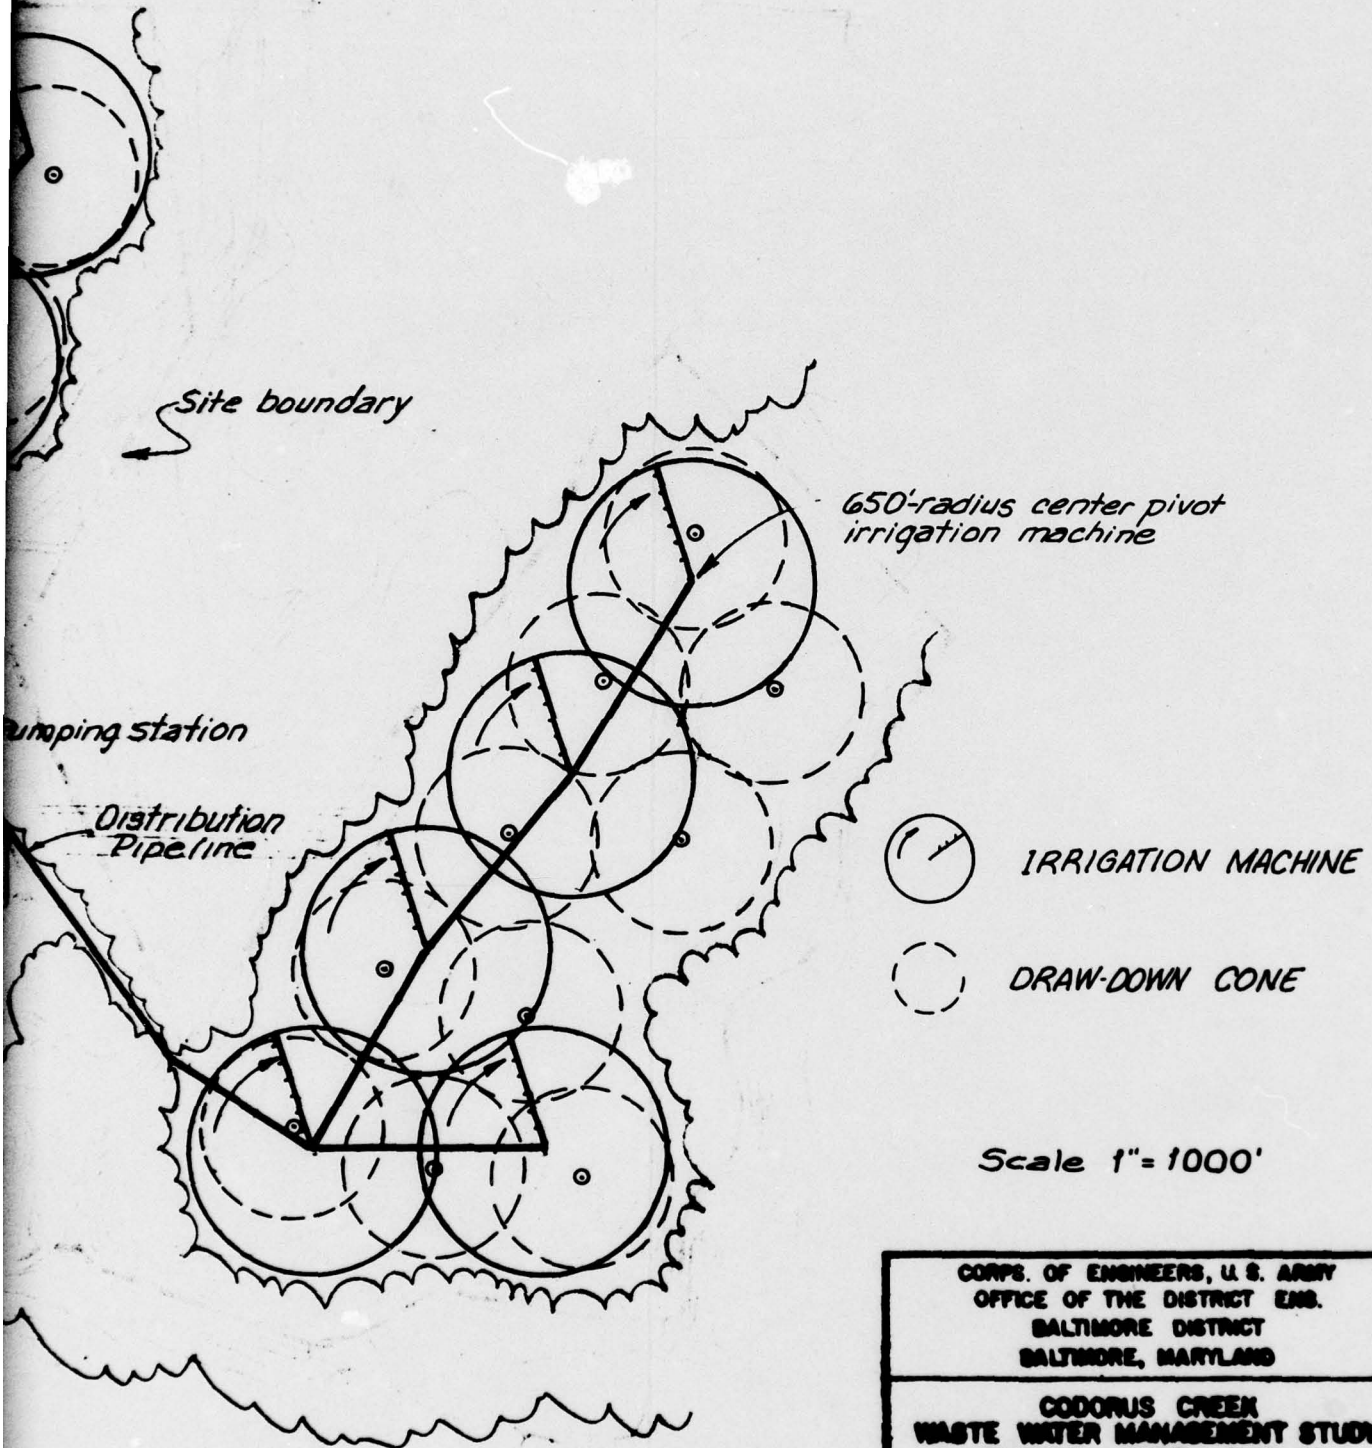 Site boundary
650'-radius center pivot
irrigation machine
umping station
Distribution
Pipeline
IRRIGATION MACHINE
DRAW-DOWN CONE
Scale 1"= 1000'
CORPS. OF ENGINEERS, U. S. ARMY
OFFICE OF THE DISTRICT ENG.
BALTIMORE DISTRICT
BALTIMORE, MARYLAND
CODORUS CREEK
WASTE WATER MANAGEMENT STUDY